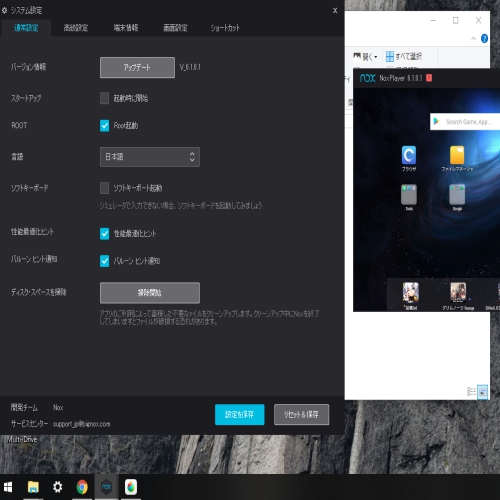 システム設定
通常設定 高級設定 端末情報 画面設定 ショートカット
バージョン情報 アップデート V_6.1.0.1
スタートアップ 起動時に開始
ROOT Root起動
言語 日本語
ソフトキーボード ソフトキーボード起動
シミュレータで入力できない場合、ソフトキーボードを起動してみましょう
性能最適化ヒント 性能最適化ヒント
バルーン ヒント通知 バルーン ヒント通知
ディスク・スペースを掃除 掃除開始
アプリのご利用によって蓄積した不要なファイルをクリーンアップします。クリーンアップ中にNoxを終了
してしまいますとファイルが破損する恐れがあります。
開発チーム Nox
サービスセンター support_jp@bignox.com
設定を保存 リセット&保存
Multi-Drive
開く
すべて選択
nox NoxPlayer 6.1.0.1
Search Game, App...
ブラウザ ファイルマネージャ
Tools Google